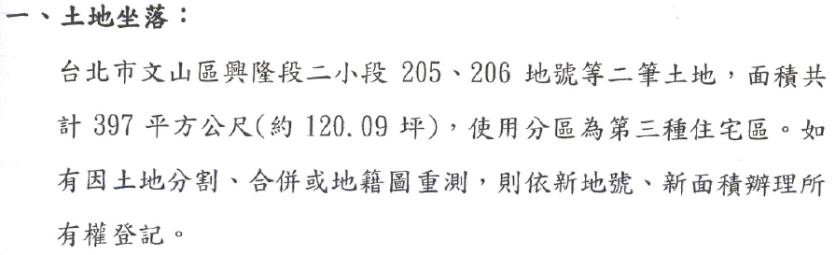 一、土地坐落：
台北市文山區興隆段二小段 205、206 地號等二筆土地，面積共
計 397 平方公尺(約 120.09 坪)，使用分區為第三種住宅區。如
有因土地分割、合併或地籍圖重測，則依新地號、新面積辦理所
有權登記。